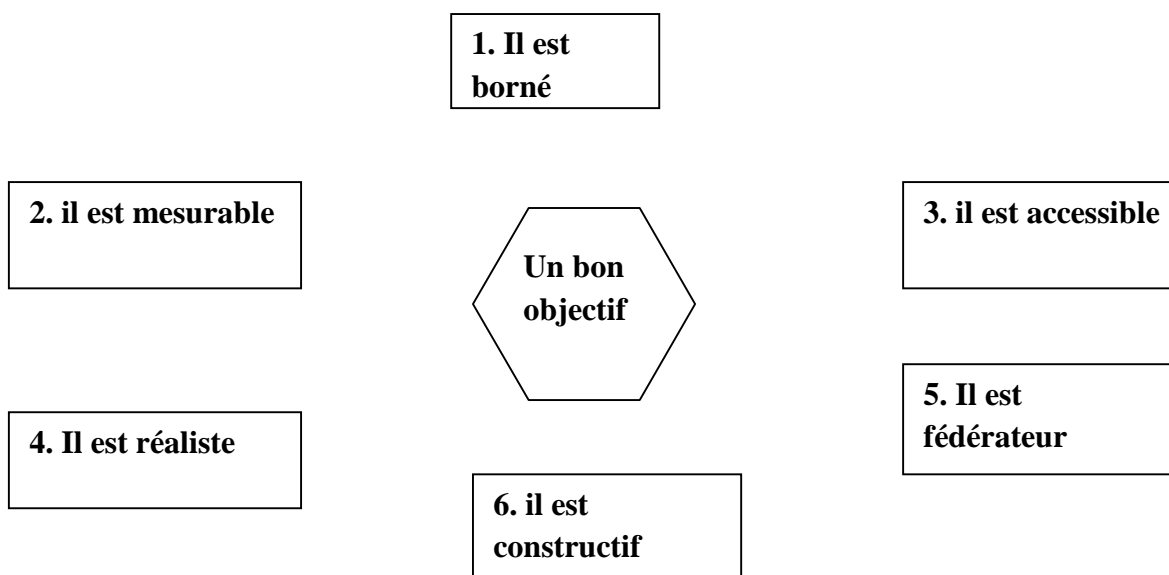 1. Il est
borné
2. il est mesurable
3. il est accessible
Un bon
objectif
4. Il est réaliste
5. Il est
fédérateur
6. il est
constructif